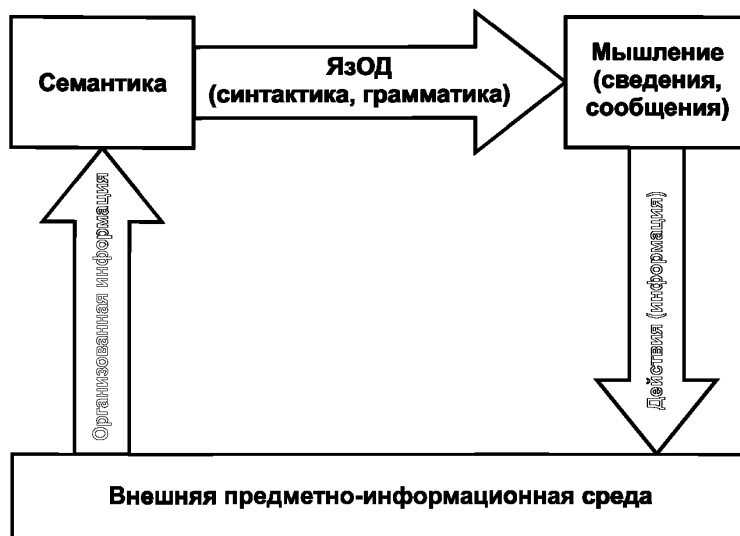 Семантика
ЯзОД
(синтактика, грамматика)
Мышление
(сведения,
сообщения)
Организованная информация
Действия (информация)
Внешняя предметно-информационная среда